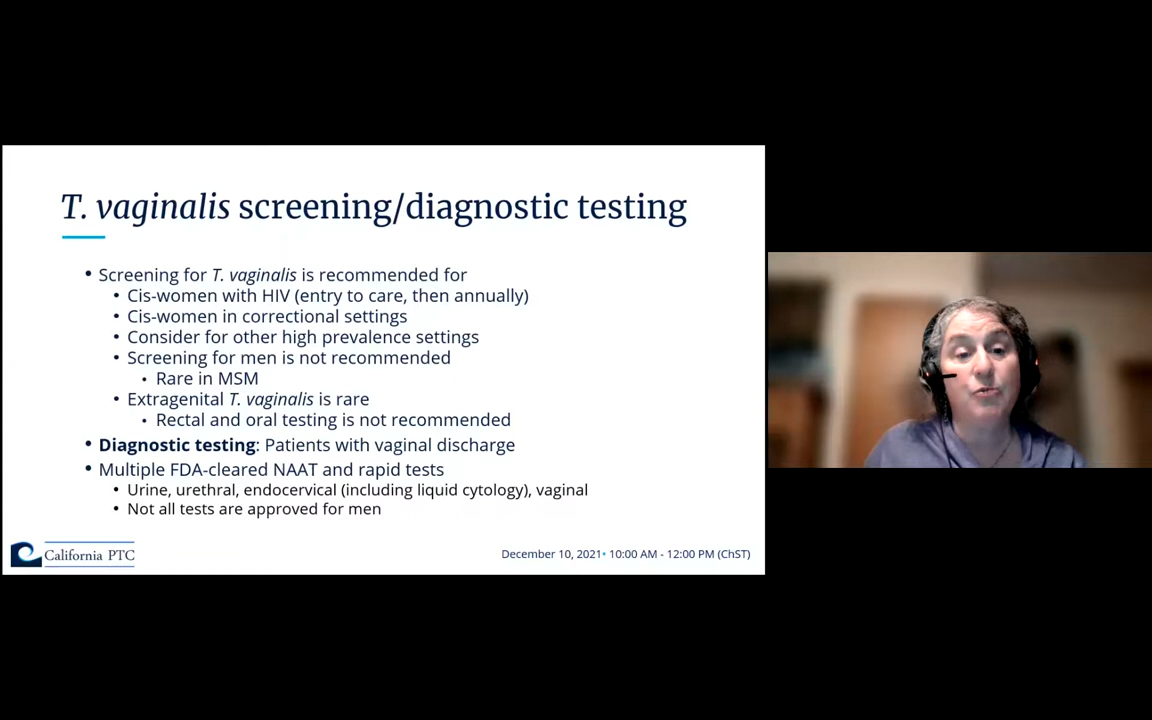 T. vaginalis screening/diagnostic testing
• Screening for T. vaginalis is recommended for
• Cis-women with HIV (entry to care, then annually)
• Cis-women in correctional settings
• Consider for other high prevalence settings
• Screening for men is not recommended
• Rare in MSM
• Extragenital T. vaginalis is rare
• Rectal and oral testing is not recommended
• Diagnostic testing: Patients with vaginal discharge
• Multiple FDA-cleared NAAT and rapid tests
• Urine, urethral, endocervical (including liquid cytology), vaginal
• Not all tests are approved for men
California PTC
December 10, 2021• 10:00 AM - 12:00 PM (ChST)